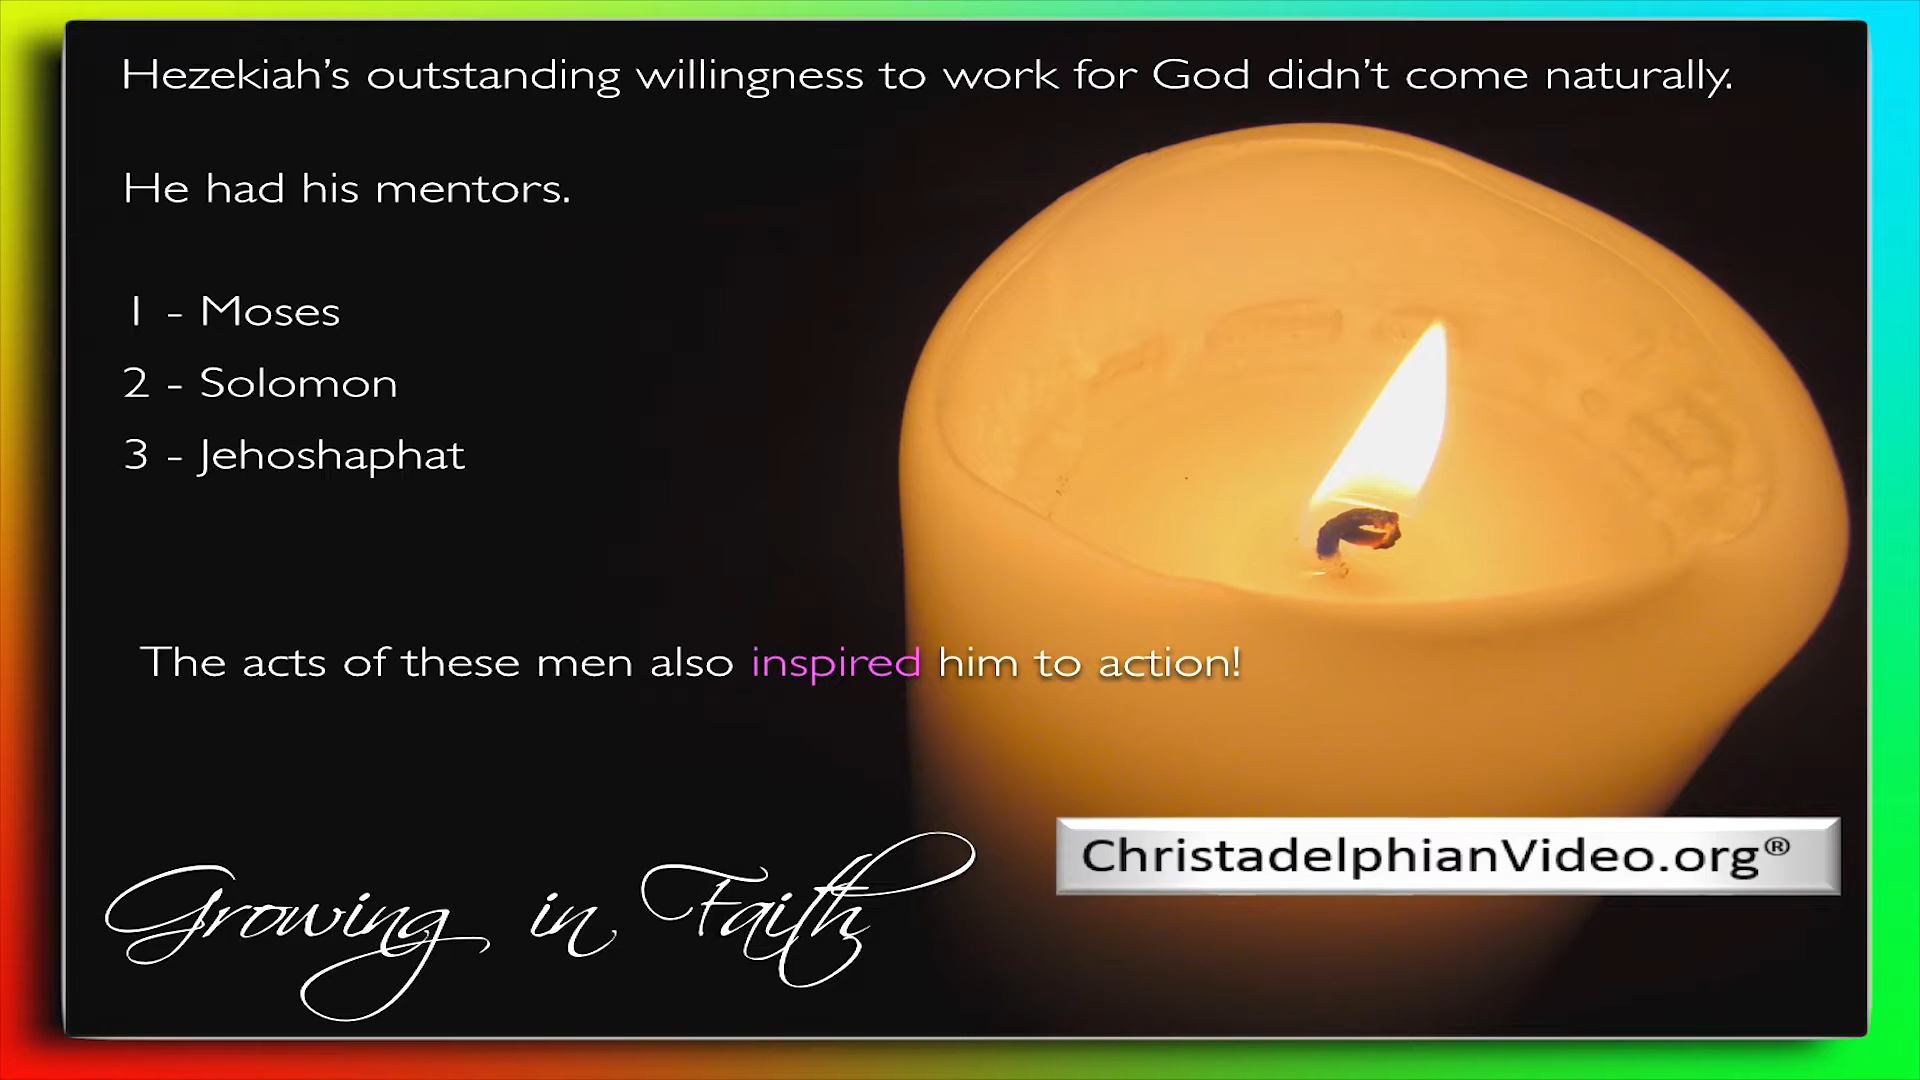 Hezekiah’s outstanding willingness to work for God didn’t come naturally.
He had his mentors.
1 - Moses
2 - Solomon
3 - Jehoshaphat
The acts of these men also inspired him to action!
Growing in Faith
ChristadelphianVideo.org®